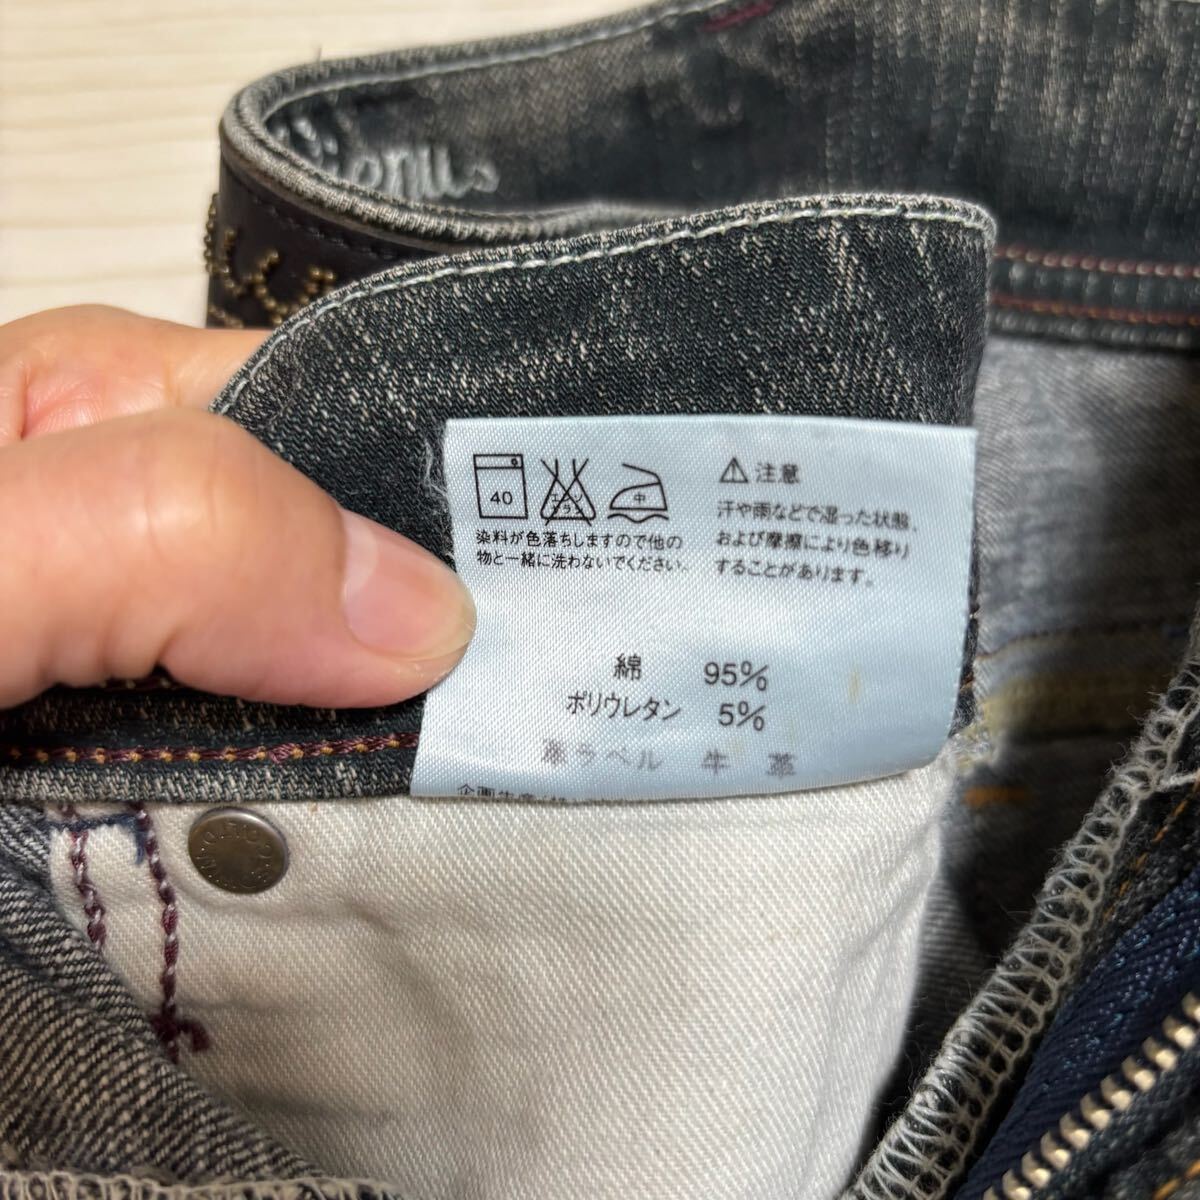 40
エンソ
サラシ
中
染料が色落ちしますので他の
物と一緒に洗わないでください。
注意
汗や雨などで湿った状態、
および摩擦により色移り
することがあります。
綿 95%
ポリウレタン 5%
革ラベル 牛 革